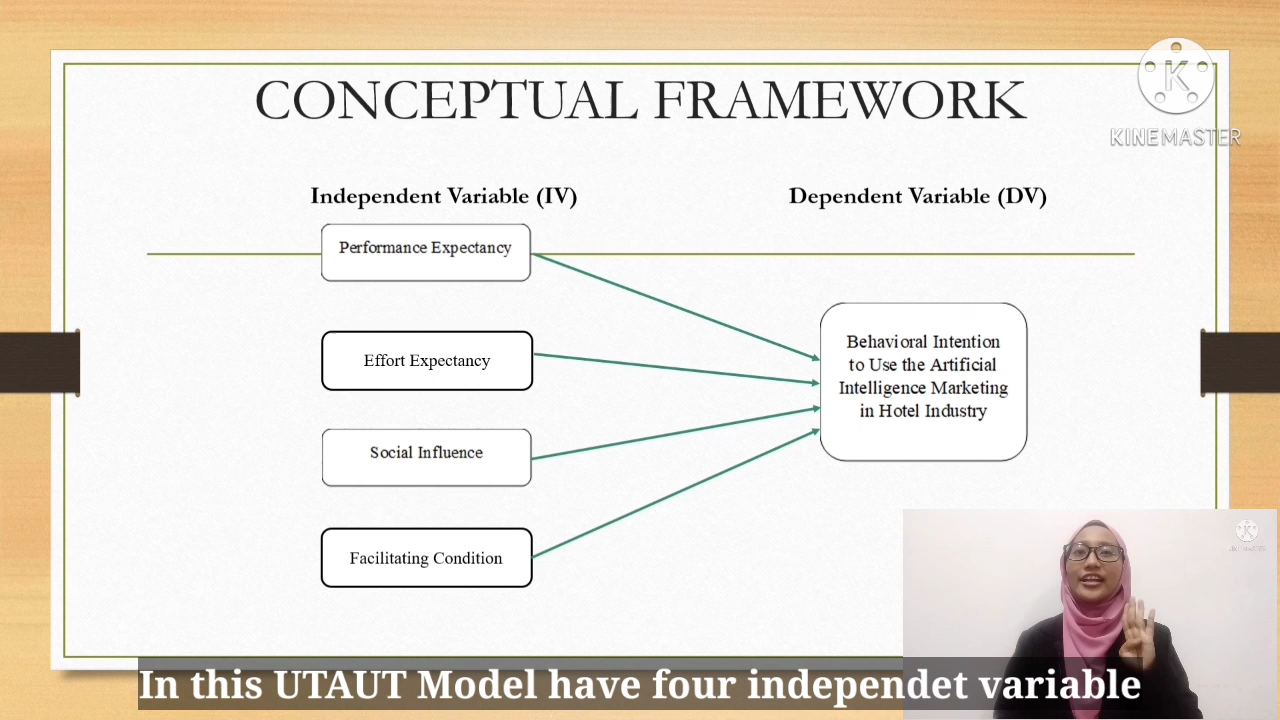 CONCEPTUAL FRAMEWORK
K
KINEMASTER
Independent Variable (IV)
Dependent Variable (DV)
Performance Expectancy
Effort Expectancy
Social Influence
Facilitating Condition
Behavioral Intention
to Use the Artificial
Intelligence Marketing
in Hotel Industry
K
KINEMASTER
In this UTAUT Model have four independet variable